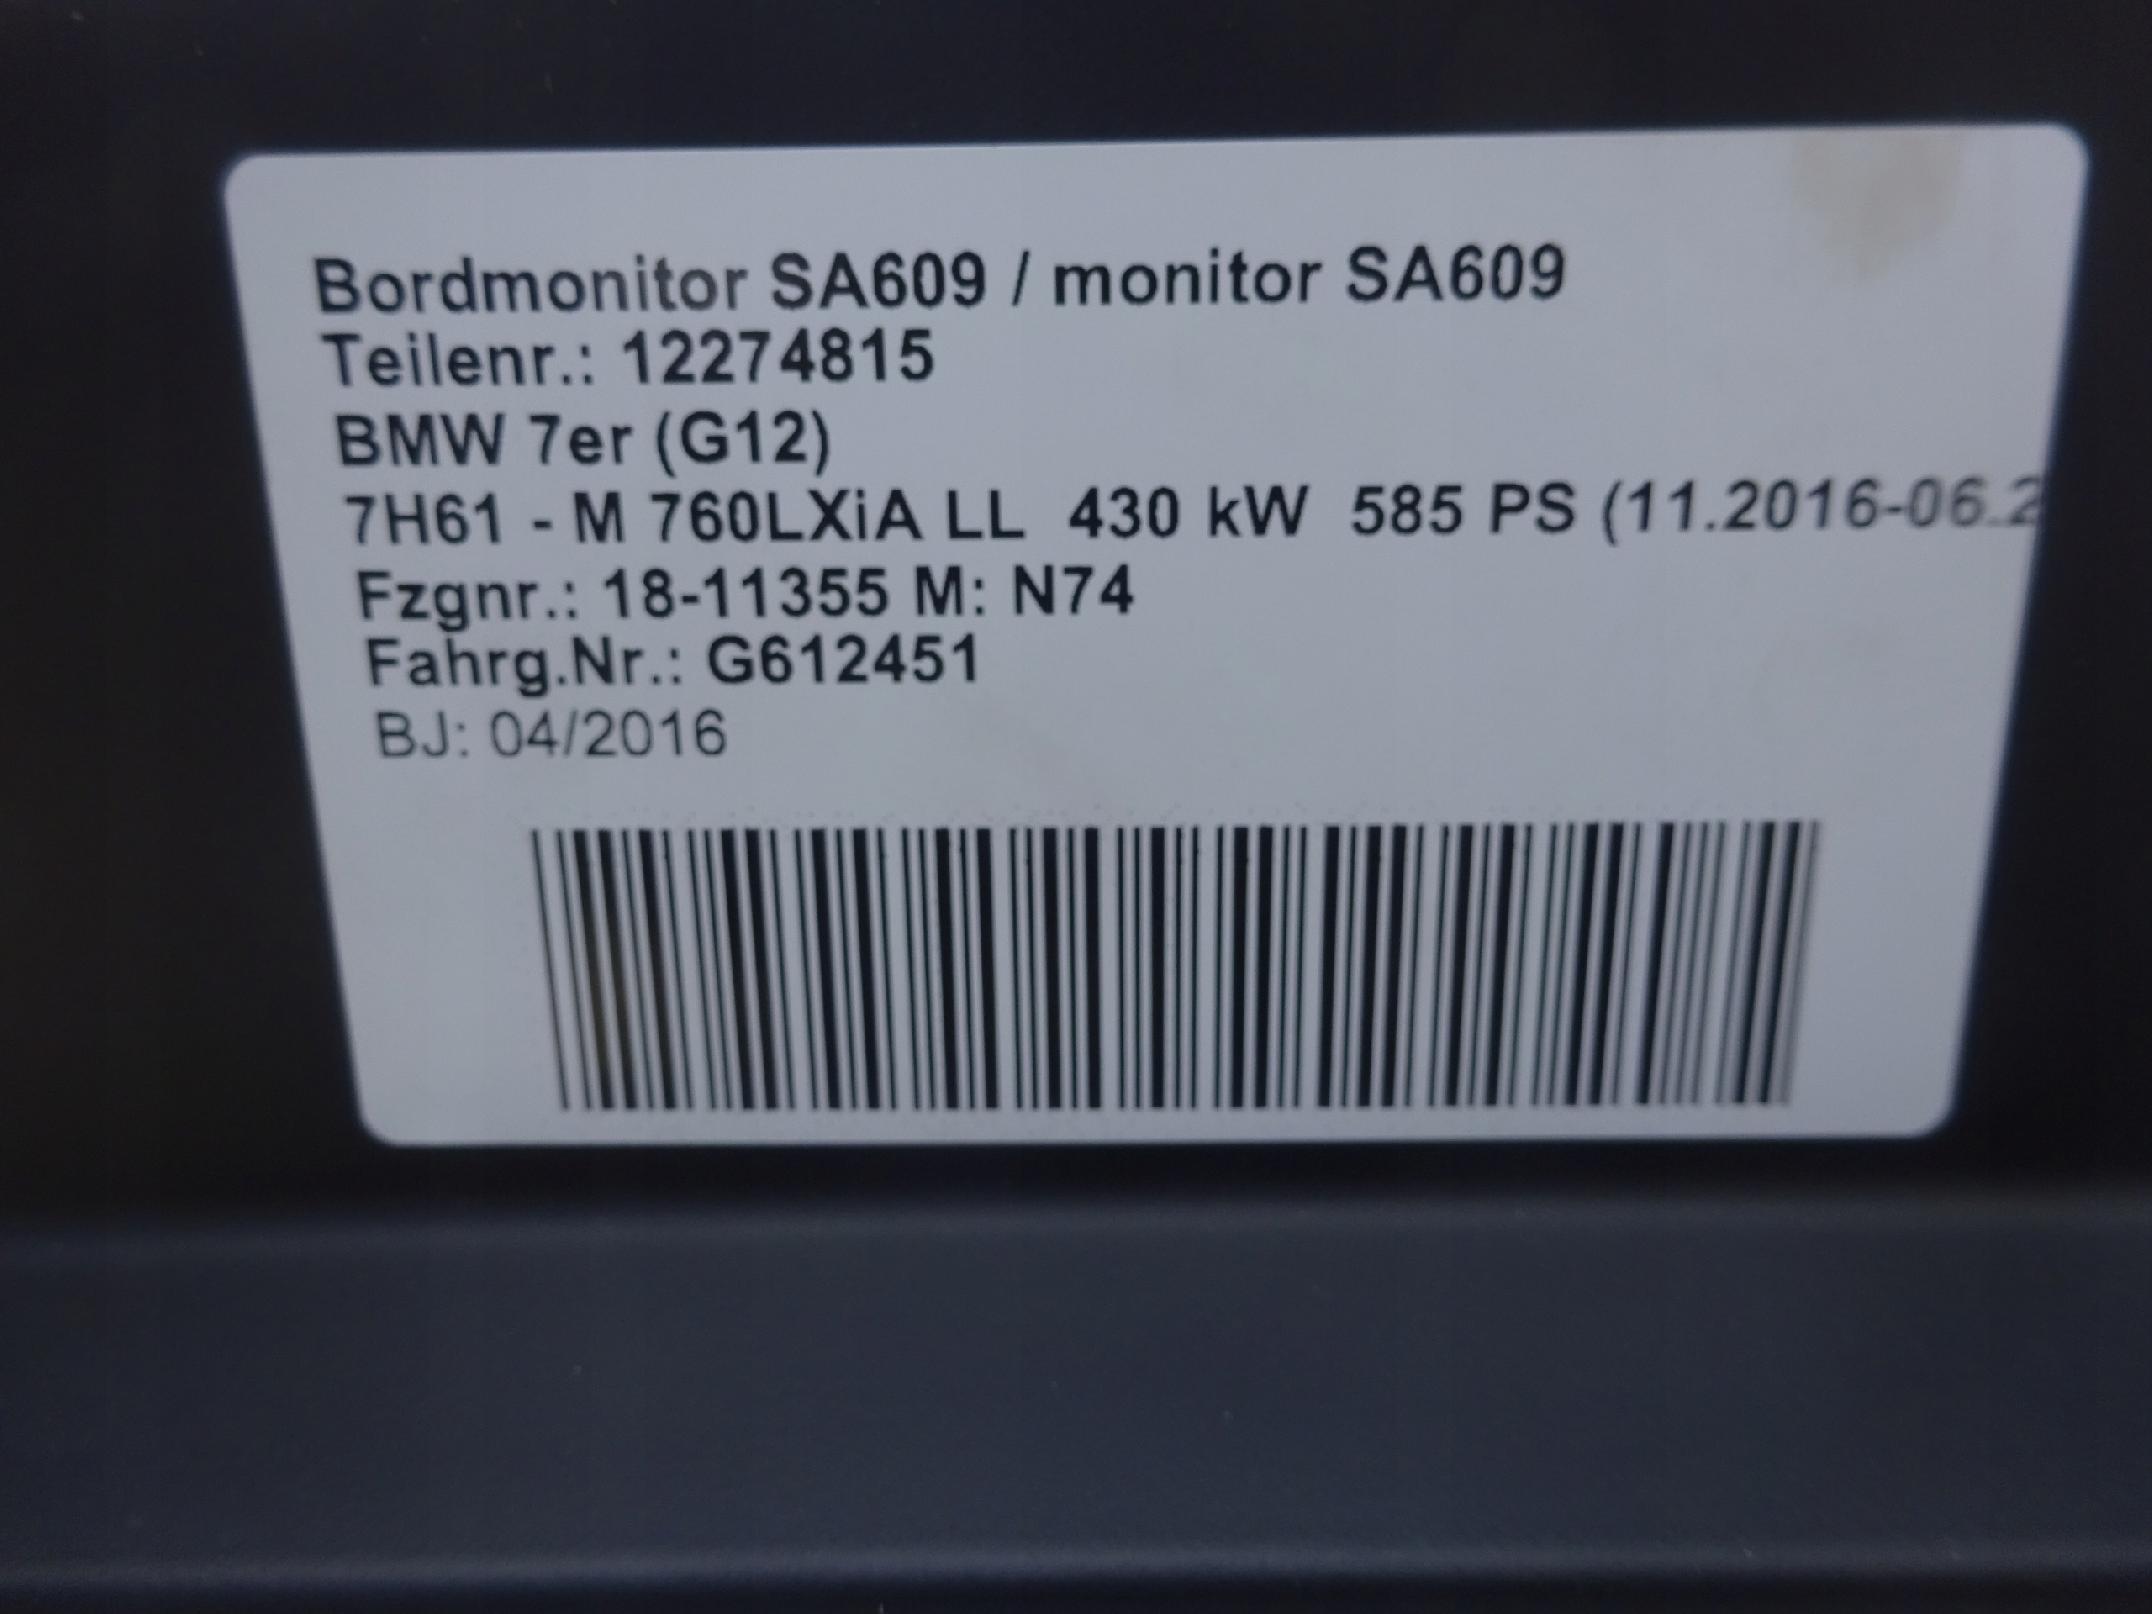 Bordmonitor SA609 / monitor SA609
Teilenr.: 12274815
BMW 7er (G12)
7H61 - M 760LXiA LL 430 kW 585 PS (11.2016-06.2
Fzgnr.: 18-11355 M: N74
Fahrg.Nr.: G612451
BJ: 04/2016